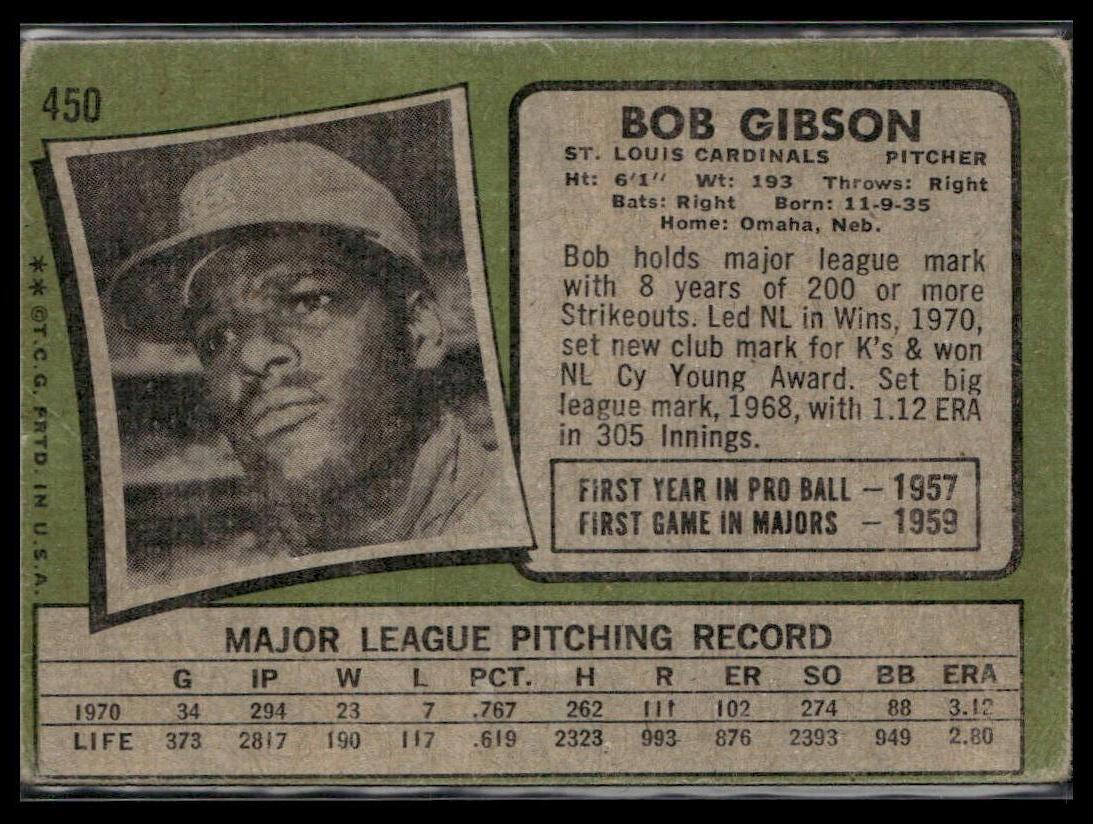 450
BOB GIBSON
ST. LOUIS CARDINALS PITCHER
Ht: 6'1" Wt: 193 Throws: Right
Bats: Right Born: 11-9-35
Home: Omaha, Neb.
Bob holds major league mark
with 8 years of 200 or more
Strikeouts. Led NL in Wins, 1970,
set new club mark for K's & won
NL Cy Young Award. Set big
league mark, 1968, with 1.12 ERA
in 305 Innings.
FIRST YEAR IN PRO BALL – 1957
FIRST GAME IN MAJORS – 1959
**©T.C.G. PRTD. IN U.S.A.
MAJOR LEAGUE PITCHING RECORD
G IP W L PCT. H R ER SO BB ERA
1970 34 294 23 7 .767 262 111 102 274 88 3.12
LIFE 373 2817 190 117 .619 2323 993 876 2393 949 2.80